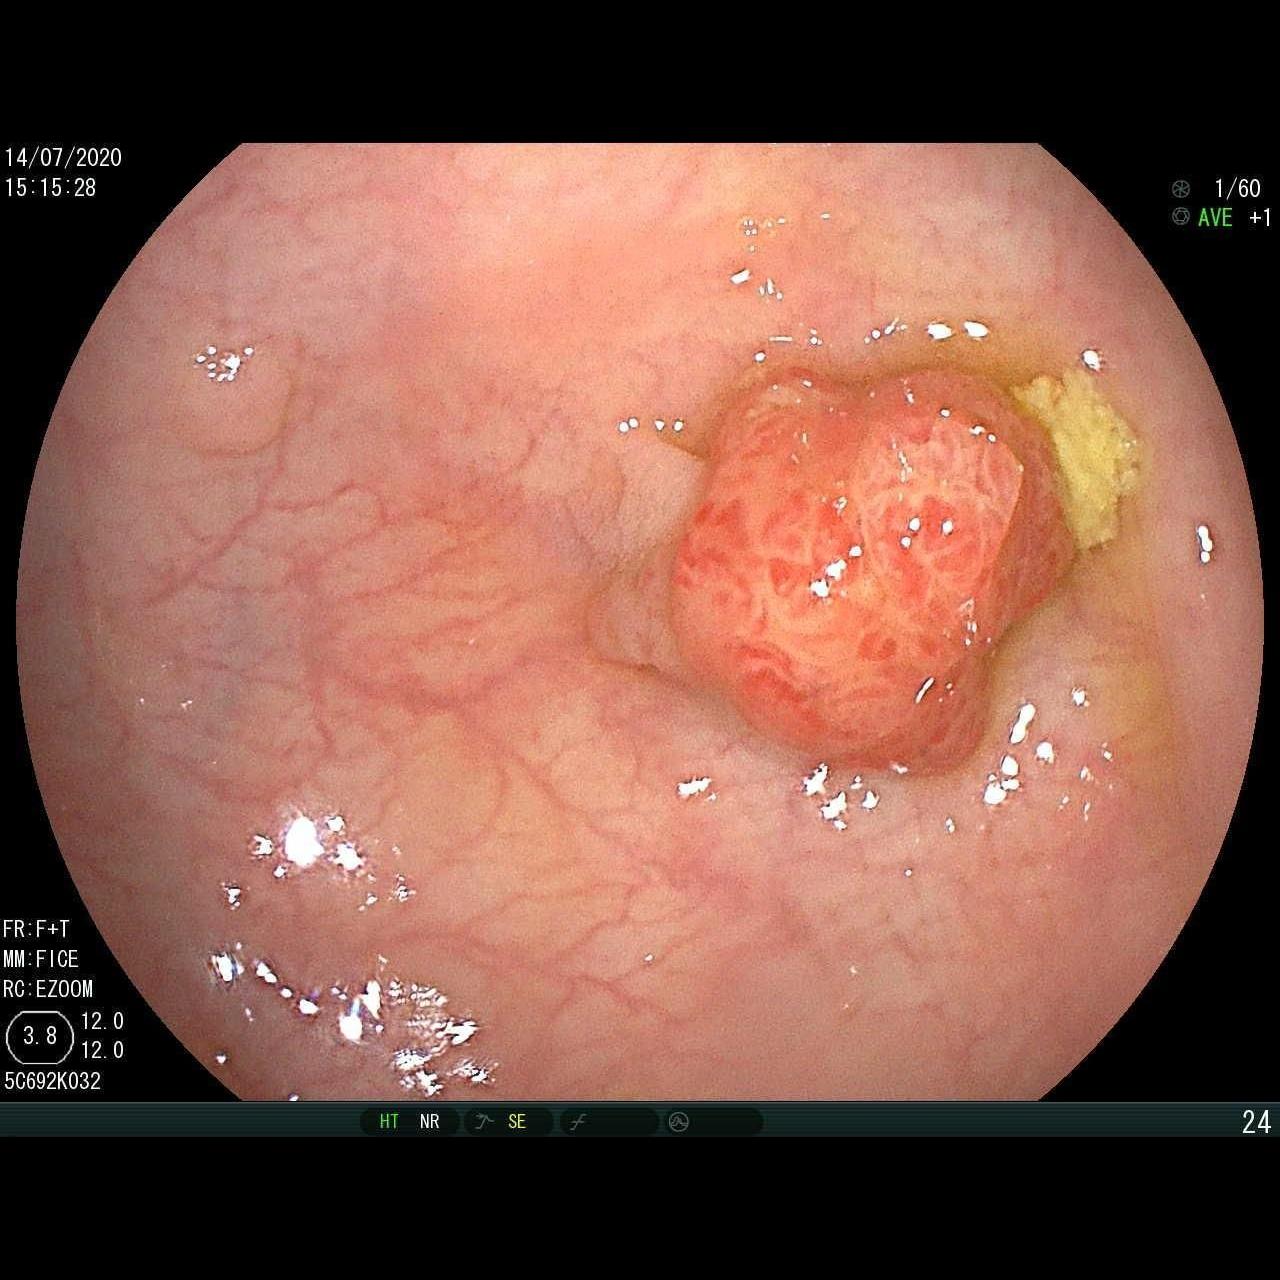 14/07/2020
15:15:28
1/60
AVE +1
FR:F+T
MM:FICE
RC:EZOOM
3.8 12.0
12.0
5C692K032
HT NR SE
24